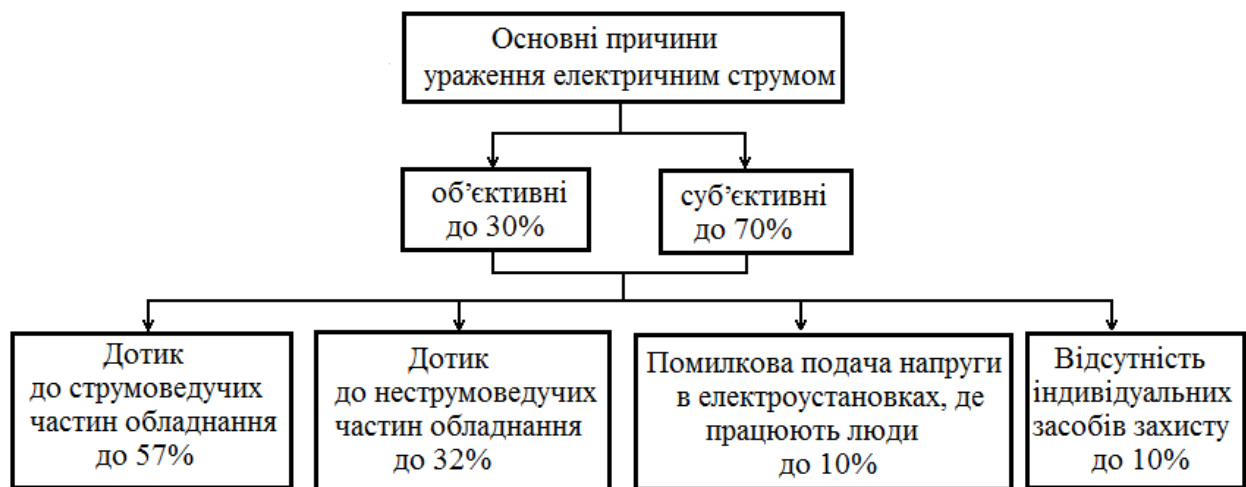 Основні причини
ураження електричним струмом
об’єктивні
до 30%
суб’єктивні
до 70%
Дотик
до струмоведучих
частин обладнання
до 57%
Дотик
до неструмоведучих
частин обладнання
до 32%
Помилкова подача напруги
в електроустановках, де
працюють люди
до 10%
Відсутність
індивідуальних
засобів захисту
до 10%